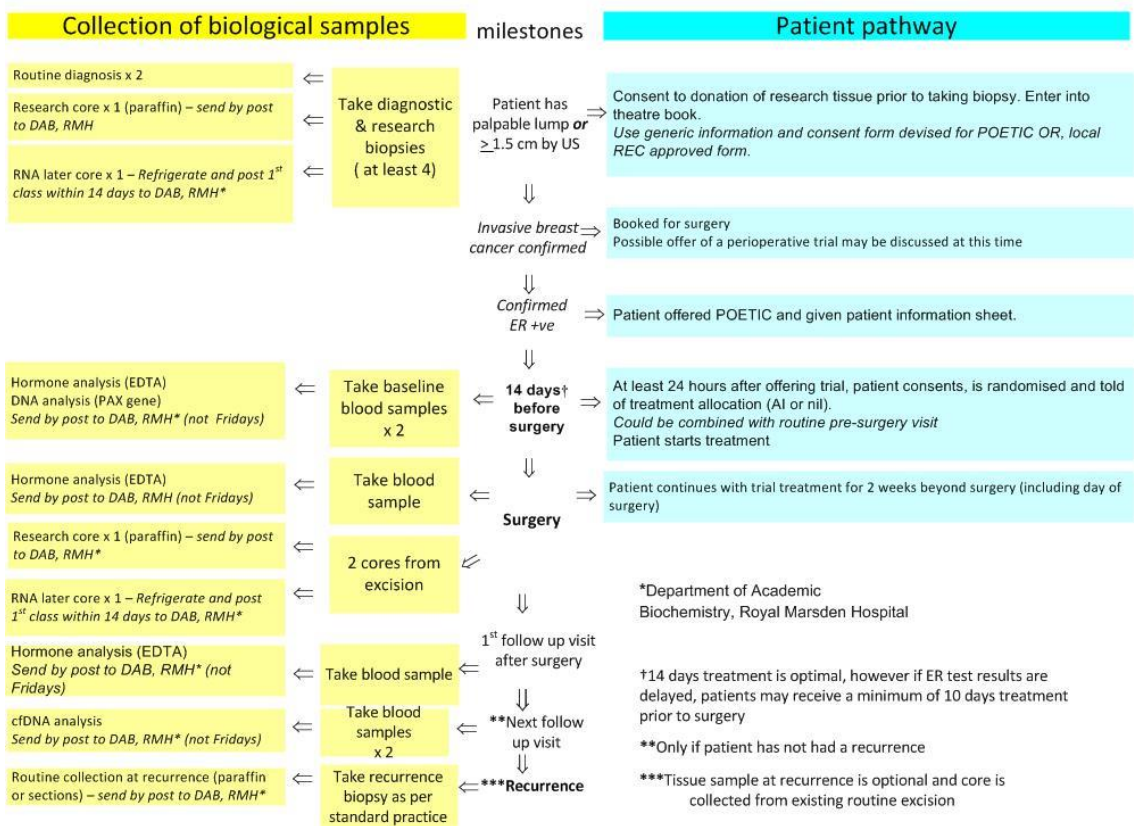 Collection of biological samples
milestones
Patient pathway
Routine diagnosis x 2
Research core x 1 (paraffin) – send by post
to DAB, RMH
RNA later core x 1 – Refrigerate and post 1st
class within 14 days to DAB, RMH*
Take diagnostic
& research
biopsies
( at least 4)
Patient has
palpable lump or
≥1.5 cm by US
Consent to donation of research tissue prior to taking biopsy. Enter into
theatre book.
Use generic information and consent form devised for POETIC OR, local
REC approved form.
Invasive breast
cancer confirmed
Booked for surgery
Possible offer of a perioperative trial may be discussed at this time
Confirmed
ER +ve
Patient offered POETIC and given patient information sheet.
Hormone analysis (EDTA)
DNA analysis (PAX gene)
Send by post to DAB, RMH* (not Fridays)
Take baseline
blood samples
x 2
14 days†
before
surgery
At least 24 hours after offering trial, patient consents, is randomised and told
of treatment allocation (AI or nil).
Could be combined with routine pre-surgery visit
Patient starts treatment
Hormone analysis (EDTA)
Send by post to DAB, RMH (not Fridays)
Take blood
sample
Surgery
Patient continues with trial treatment for 2 weeks beyond surgery (including day of
surgery)
Research core x 1 (paraffin) – send by post
to DAB, RMH*
RNA later core x 1 – Refrigerate and post
1st class within 14 days to DAB, RMH*
2 cores from
excision
Hormone analysis (EDTA)
Send by post to DAB, RMH* (not
Fridays)
Take blood sample
1st follow up visit
after surgery
cfDNA analysis
Send by post to DAB, RMH* (not Fridays)
Take blood
samples
x 2
**Next follow
up visit
Routine collection at recurrence (paraffin
or sections) – send by post to DAB, RMH*
Take recurrence
biopsy as per
standard practice
***Recurrence
*Department of Academic
Biochemistry, Royal Marsden Hospital
†14 days treatment is optimal, however if ER test results are
delayed, patients may receive a minimum of 10 days treatment
prior to surgery
**Only if patient has not had a recurrence
***Tissue sample at recurrence is optional and core is
collected from existing routine excision